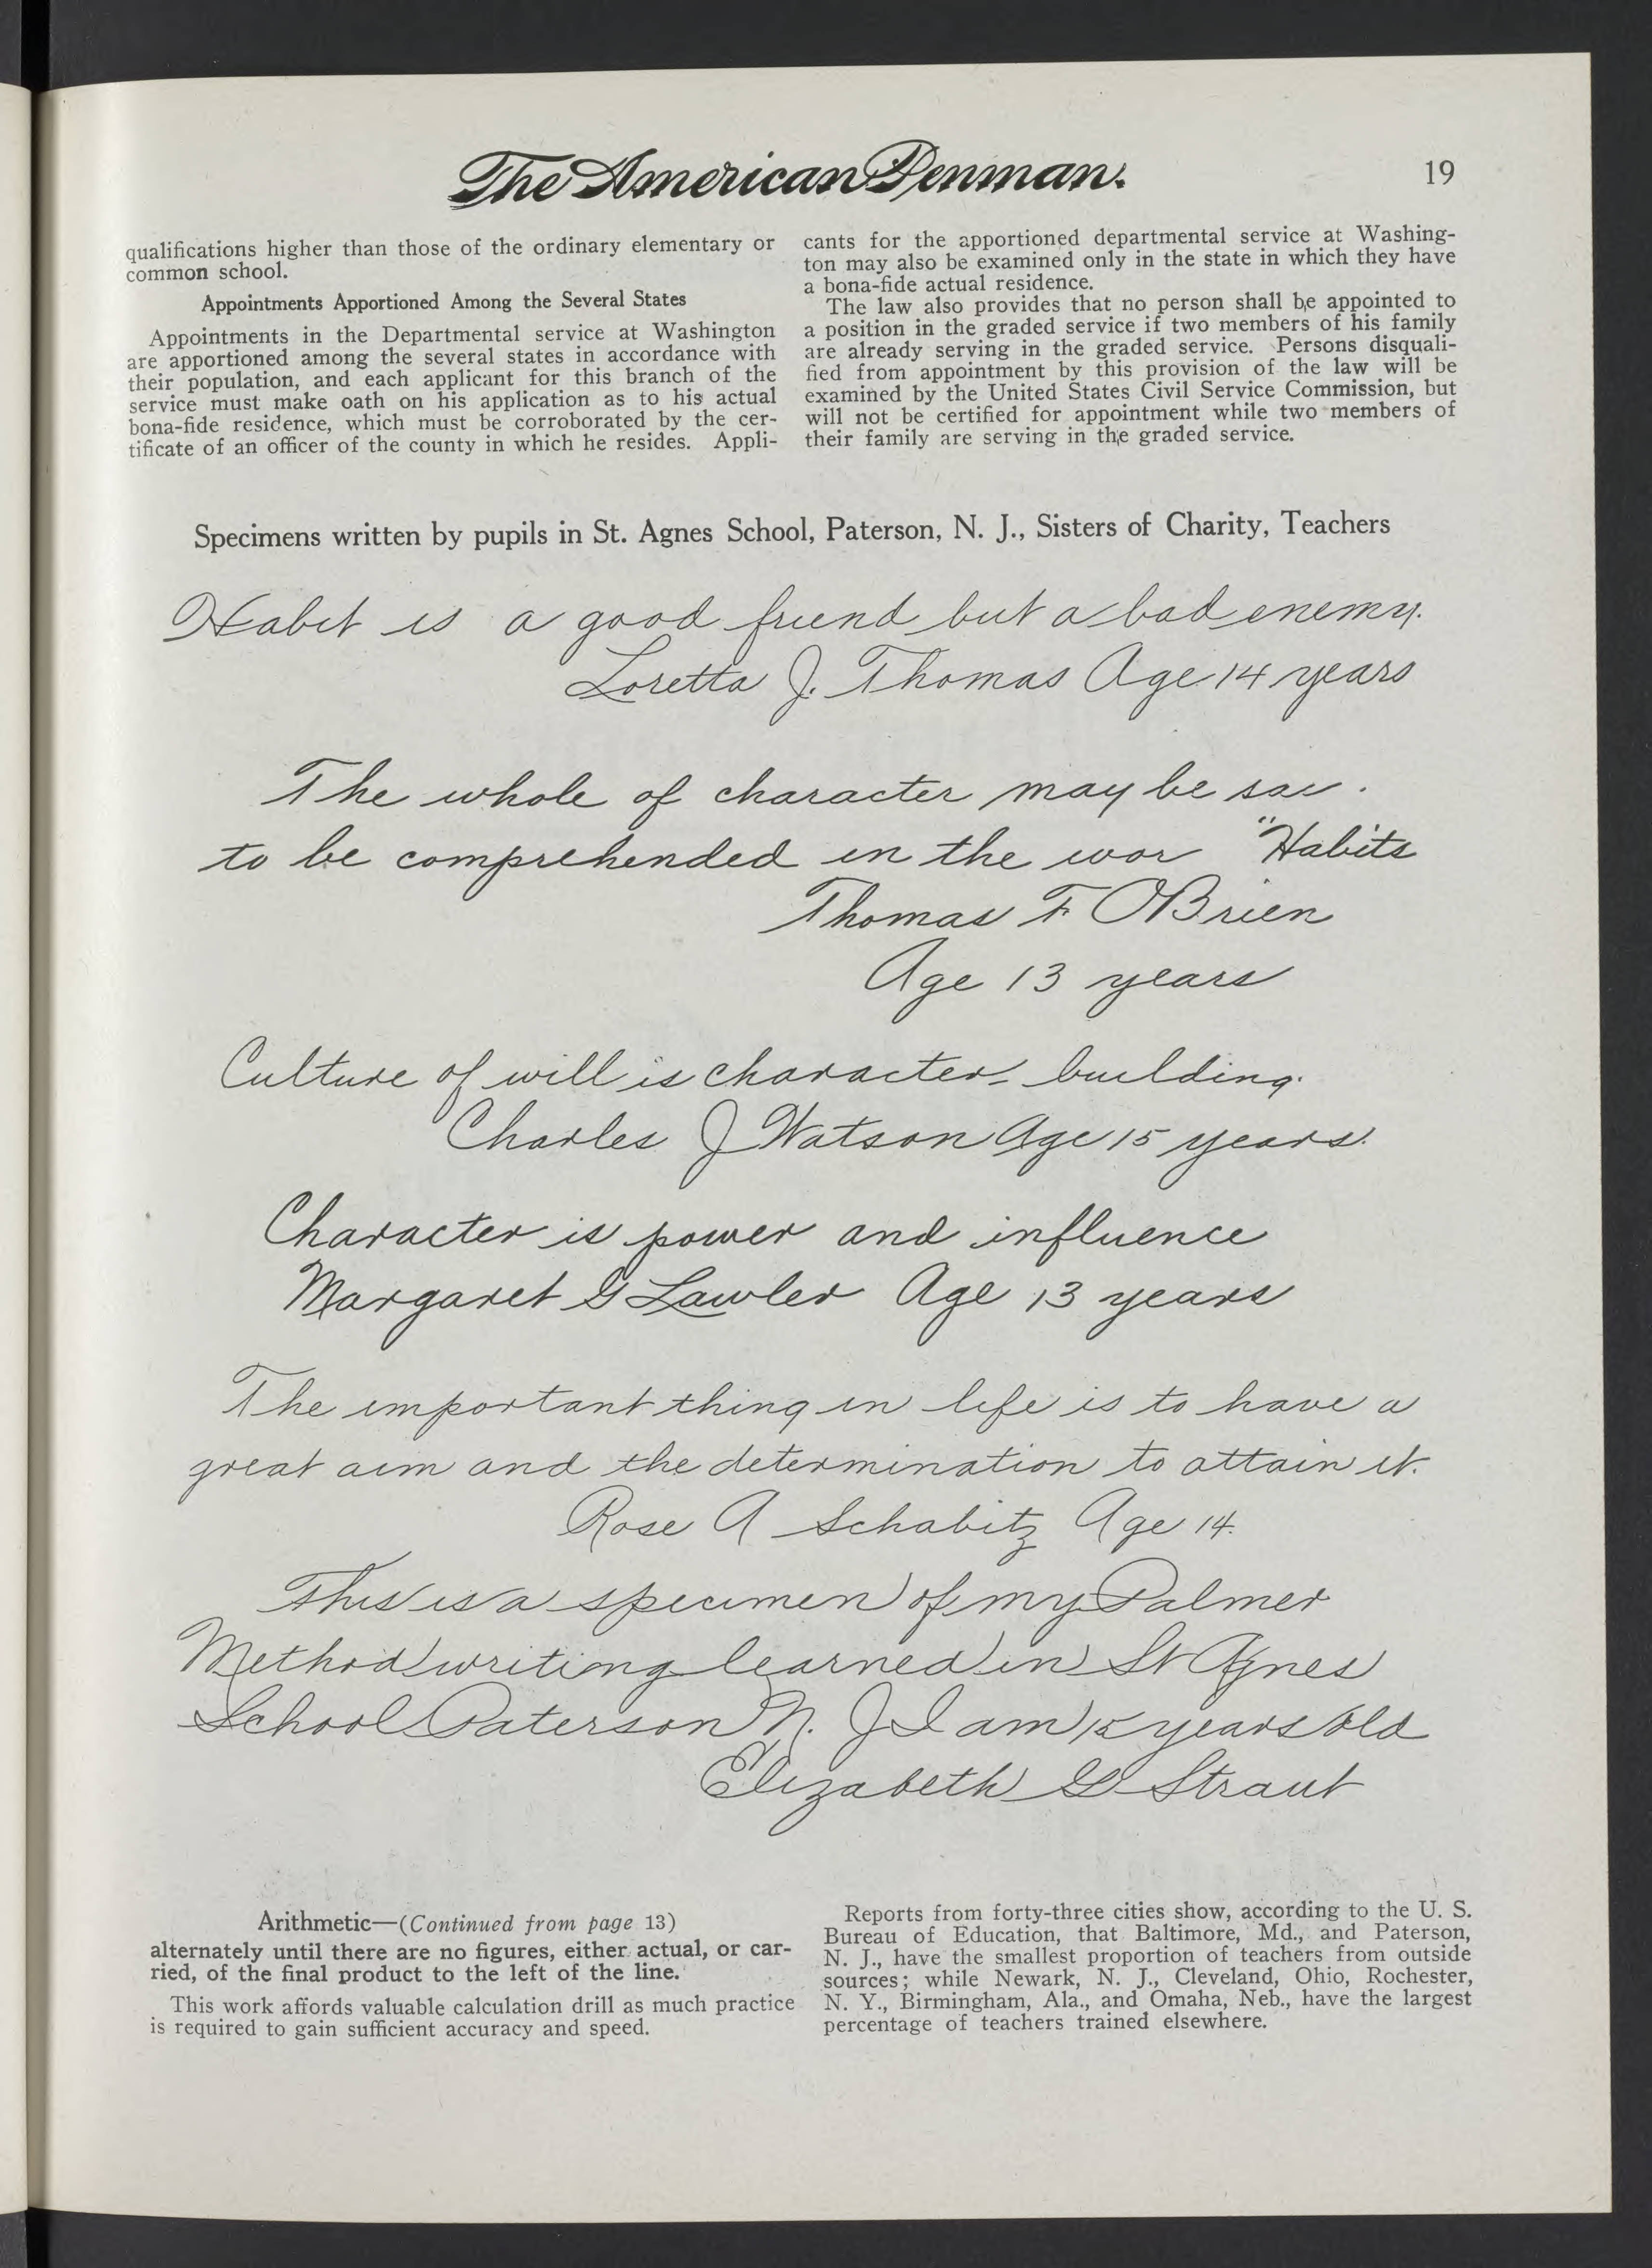 The American Penman.
19
qualifications higher than those of the ordinary elementary or
common school.
Appointments Apportioned Among the Several States
Appointments in the Departmental service at Washington
are apportioned among the several states in accordance with
their population, and each applicant for this branch of the
service must make oath on his application as to his actual
bona-fide residence, which must be corroborated by the cer-
tificate of an officer of the county in which he resides. Appli-
cants for the apportioned departmental service at Washing-
ton may also be examined only in the state in which they have
a bona-fide actual residence.
The law also provides that no person shall be appointed to
a position in the graded service if two members of his family
are already serving in the graded service. Persons disquali-
fied from appointment by this provision of the law will be
examined by the United States Civil Service Commission, but
will not be certified for appointment while two members of
their family are serving in the graded service.
Specimens written by pupils in St. Agnes School, Paterson, N. J., Sisters of Charity, Teachers
Habit is a good friend but a bad enemy.
Loretta J. Thomas Age 14 years
The whole of character may be sai.
to be comprehended in the wor "Habits
Thomas F O'Brien
Age 13 years
Culture of will is character-building.
Charles J Watson Age 15 years.
Character is power and influence
Margaret G Lawler Age 13 years
The important thing in life is to have a
great aim and the determination to attain it.
Rose A Schabitz Age 14.
This is a specimen of my Palmer
Method writing learned in St Agnes
School Paterson N. J I am 15 years old
Elizabeth G Straut
Arithmetic—(Continued from page 13)
alternately until there are no figures, either actual, or car-
ried, of the final product to the left of the line.
This work affords valuable calculation drill as much practice
is required to gain sufficient accuracy and speed.
Reports from forty-three cities show, according to the U. S.
Bureau of Education, that Baltimore, Md., and Paterson,
N. J., have the smallest proportion of teachers from outside
sources; while Newark, N. J., Cleveland, Ohio, Rochester,
N. Y., Birmingham, Ala., and Omaha, Neb., have the largest
percentage of teachers trained elsewhere.